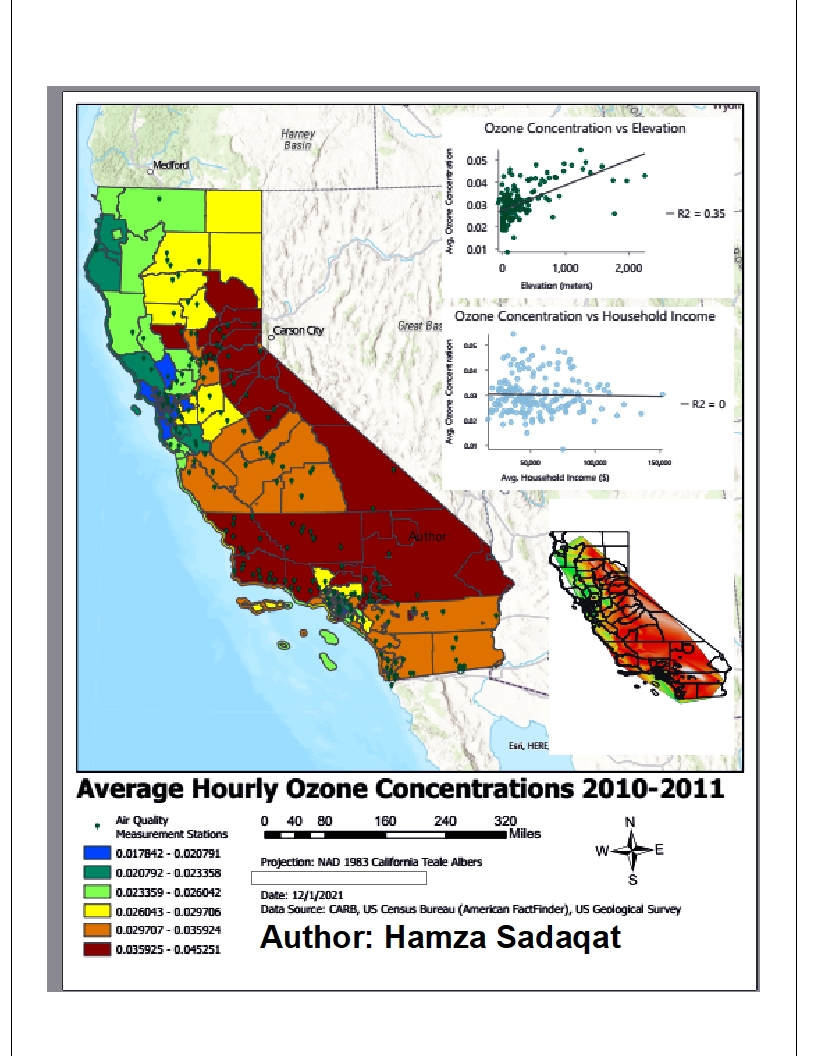 Wyom
Harney
Basin
Medford
Ozone Concentration vs Elevation
Avg. Ozone Concentration
0.05
0.04
0.03
0.02
0.01
R2 = 0.35
0 1,000 2,000
Elevation (meters)
Carson City
Great Bas
Ozone Concentration vs Household Income
Avg. Ozone Concentration
0.05
0.04
0.03
0.02
0.01
R2 = 0
50,000 100,000 150,000
Avg. Household Income ($)
Author:
Esri, HERE,
Average Hourly Ozone Concentrations 2010-2011
Air Quality
Measurement Stations
0.017842 - 0.020791
0.020792 - 0.023358
0.023359 - 0.026042
0.026043 - 0.029706
0.029707 - 0.035924
0.035925 - 0.045251
0 40 80 160 240 320
Miles
N
W E
S
Projection: NAD 1983 California Teale Albers
Date: 12/1/2021
Data Source: CARB, US Census Bureau (American FactFinder), US Geological Survey
Author: Hamza Sadaqat